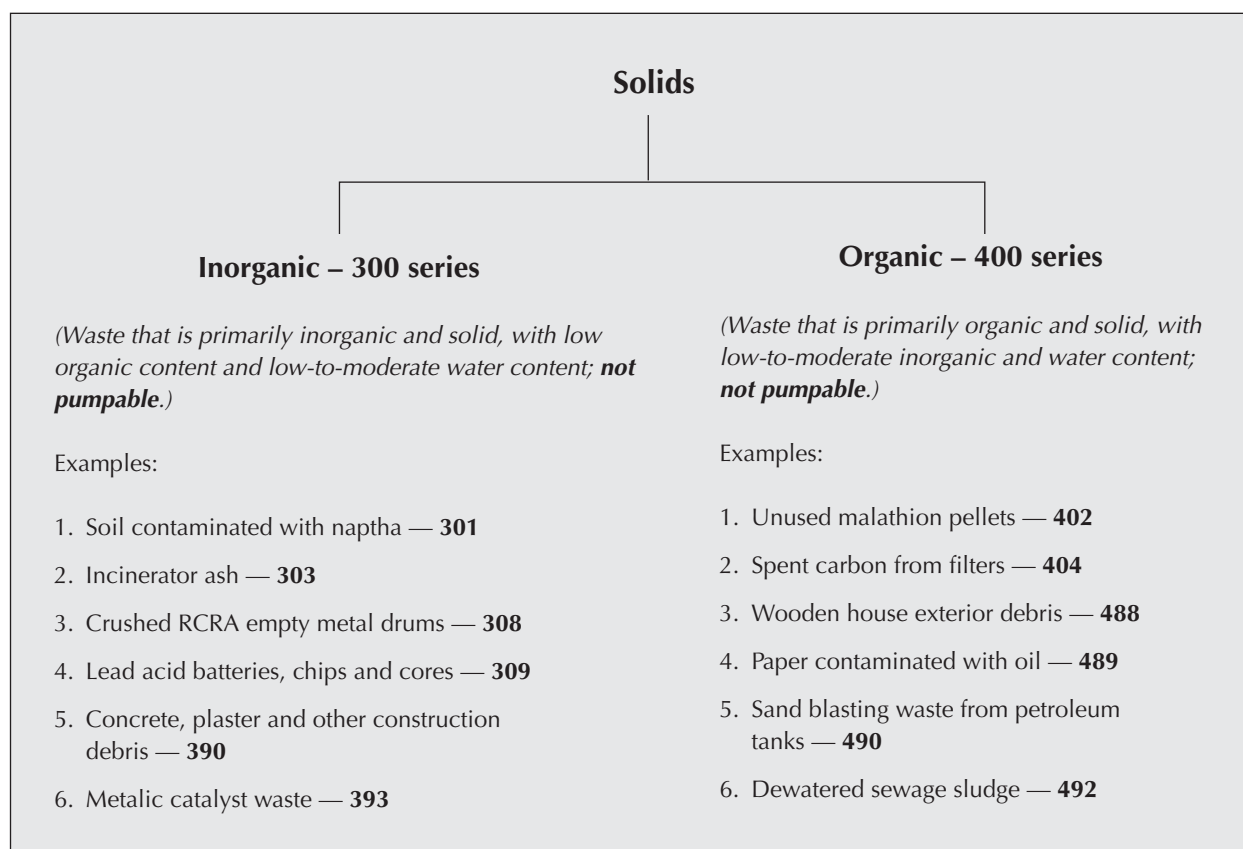 Solids
Inorganic – 300 series
(Waste that is primarily inorganic and solid, with low
organic content and low-to-moderate water content; not
pumpable.)
Examples:
1. Soil contaminated with naptha — 301
2. Incinerator ash — 303
3. Crushed RCRA empty metal drums — 308
4. Lead acid batteries, chips and cores — 309
5. Concrete, plaster and other construction
debris — 390
6. Metalic catalyst waste — 393
Organic – 400 series
(Waste that is primarily organic and solid, with
low-to-moderate inorganic and water content;
not pumpable.)
Examples:
1. Unused malathion pellets — 402
2. Spent carbon from filters — 404
3. Wooden house exterior debris — 488
4. Paper contaminated with oil — 489
5. Sand blasting waste from petroleum
tanks — 490
6. Dewatered sewage sludge — 492